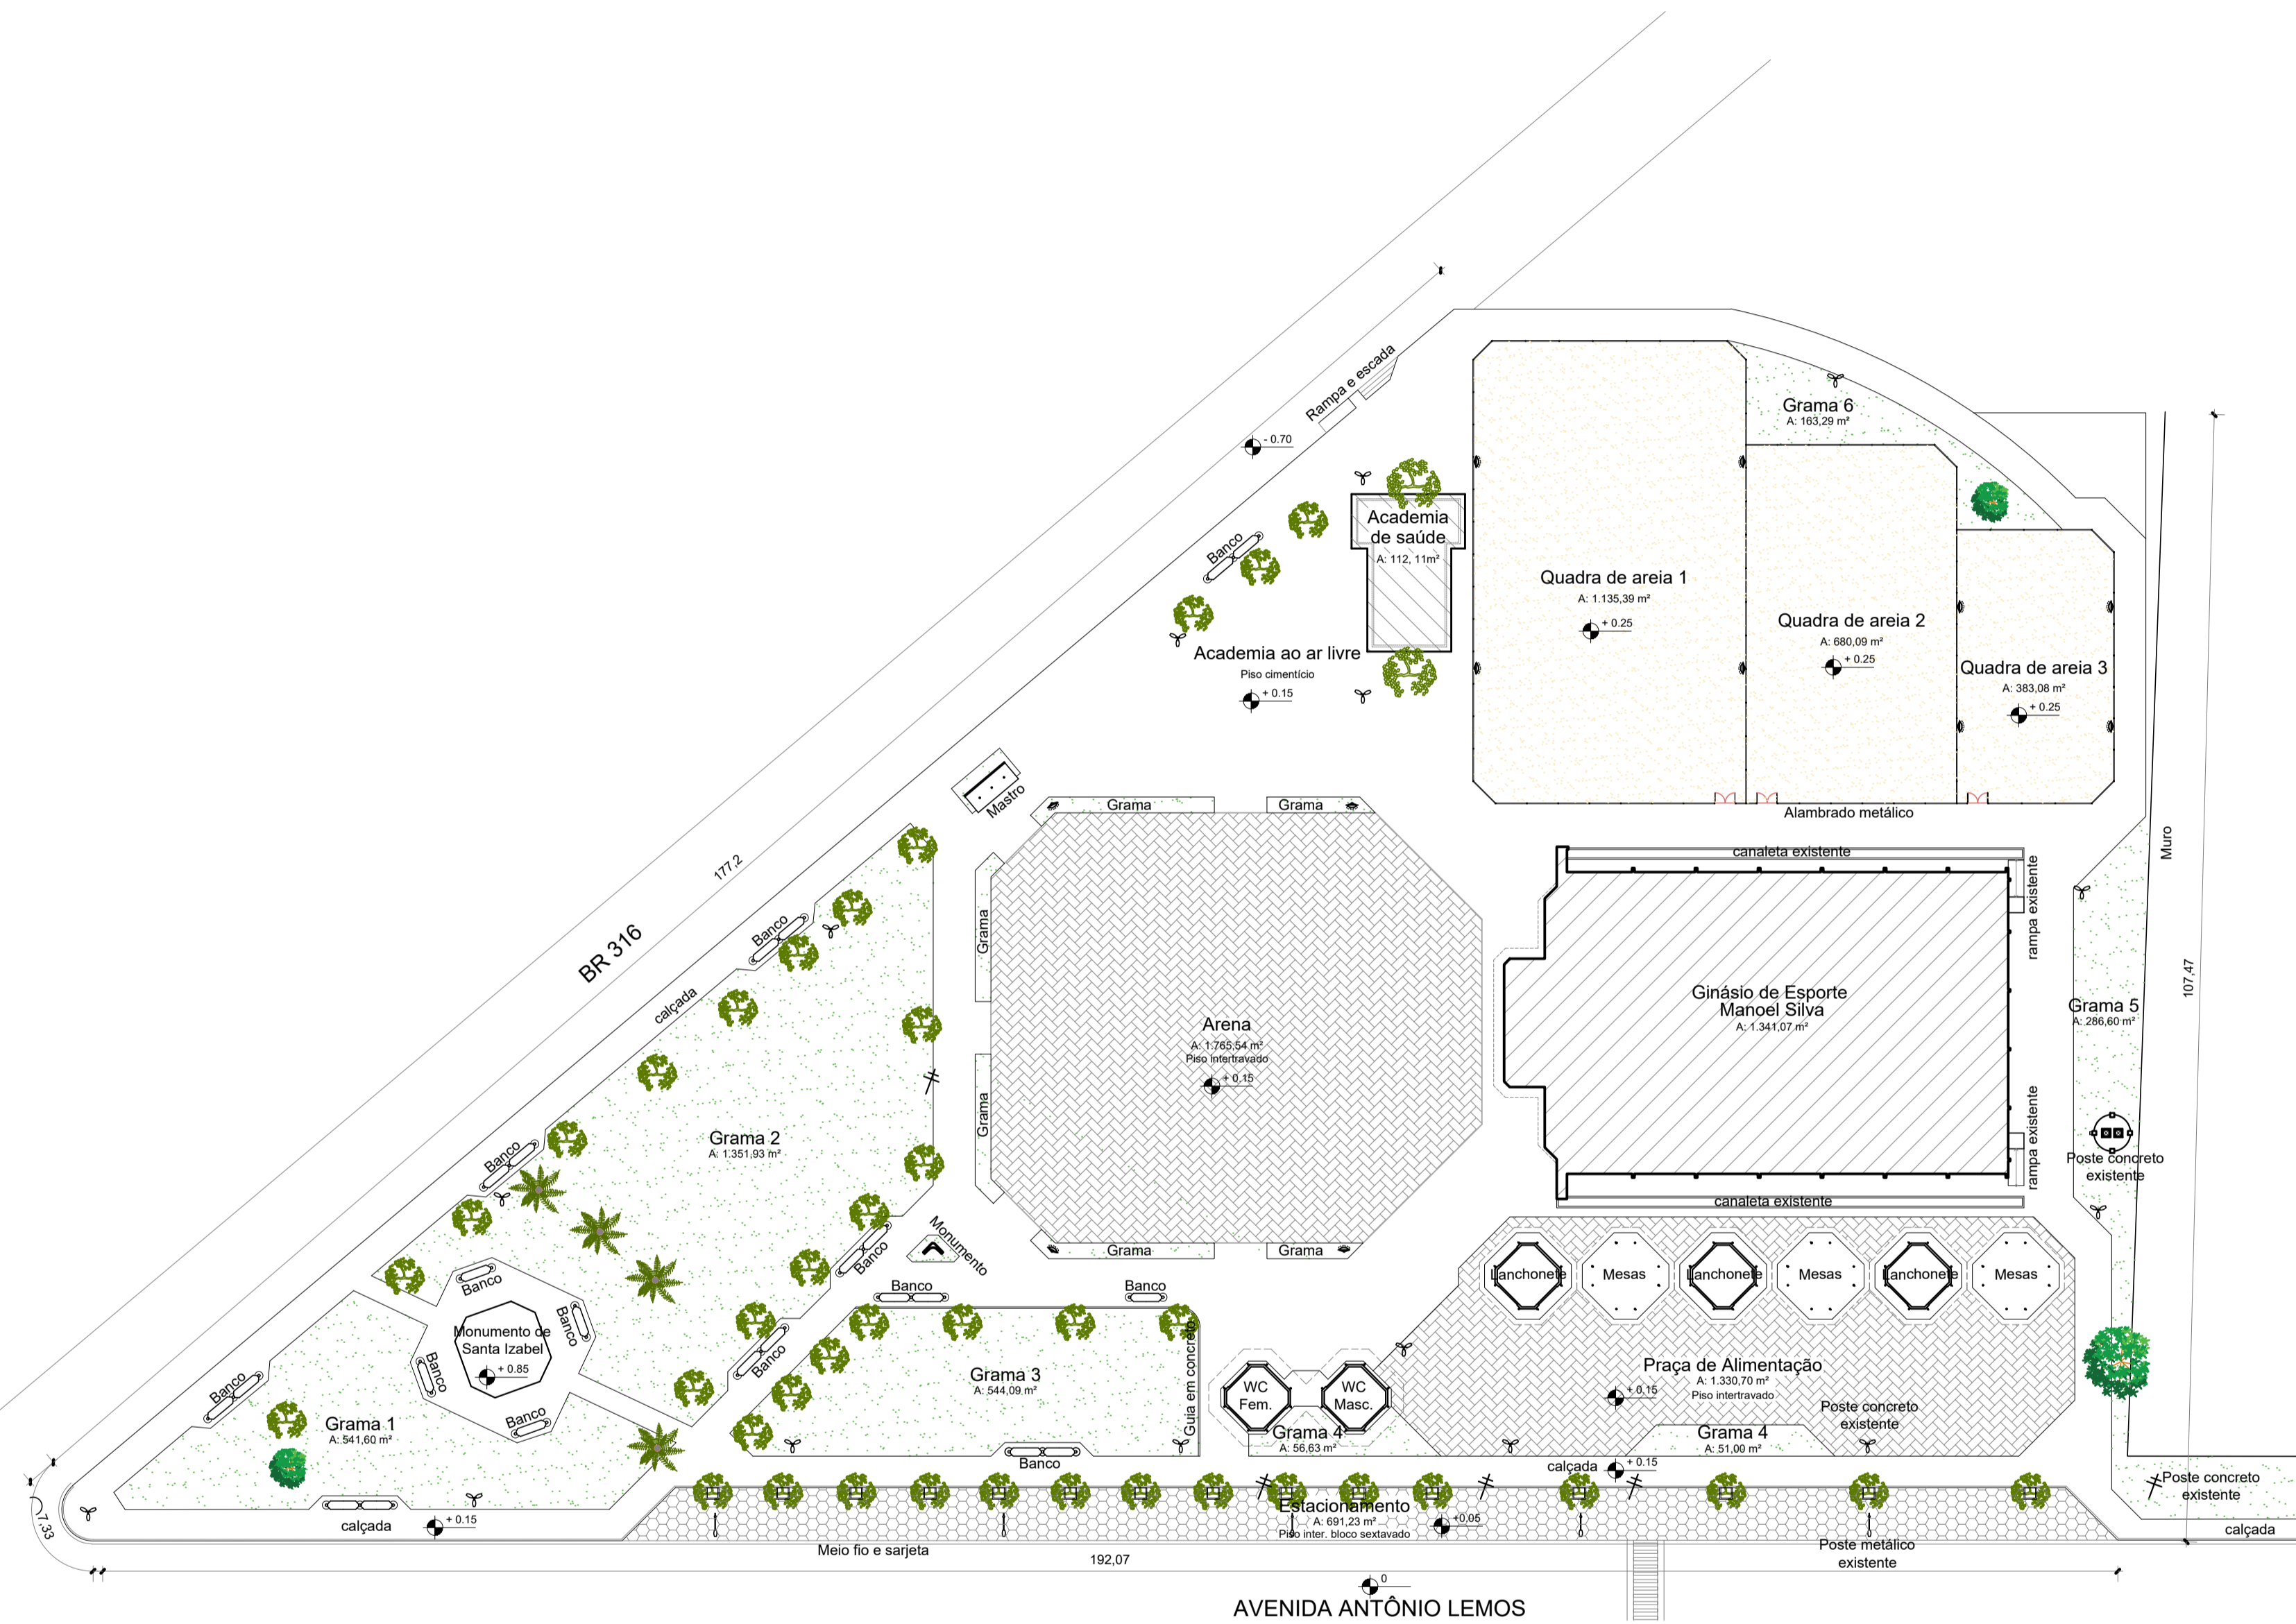 Rampa e escada
- 0.70
Grama 6
A: 163,29 m²
Academia
de saúde
A: 112, 11m²
Banco
Quadra de areia 1
A: 1.135,39 m²
+ 0.25
Quadra de areia 2
A: 680,09 m²
+ 0.25
Quadra de areia 3
A: 383,08 m²
+ 0.25
Academia ao ar livre
Piso cimentício
+ 0.15
Mastro
Grama
Grama
Alambrado metálico
Muro
177,2
BR 316
calçada
Banco
Grama
Grama
Arena
A: 1.765,54 m²
Piso intertravado
+ 0.15
canaleta existente
rampa existente
Ginásio de Esporte
Manoel Silva
A: 1.341,07 m²
rampa existente
canaleta existente
107,47
Grama 5
A: 286,60 m²
Poste concreto
existente
Grama 2
A: 1.351,93 m²
Banco
Banco
Monumento
Grama
Grama
Banco
Banco
Banco
Banco
Banco
Banco
Monumento de
Santa Izabel
+ 0.85
Banco
Banco
Grama 1
A: 541,60 m²
Grama 3
A: 544,09 m²
Guia em concreto
Banco
WC
Fem.
WC
Masc.
Grama 4
A: 56,63 m²
Lanchonete
Mesas
Lanchonete
Mesas
Lanchonete
Mesas
Praça de Alimentação
A: 1.330,70 m²
Piso intertravado
+ 0.15
Poste concreto
existente
Grama 4
A: 51,00 m²
calçada
+ 0.15
Poste concreto
existente
calçada
7,33
calçada
+ 0.15
Estacionamento
A: 691,23 m²
Piso inter. bloco sextavado
+0.05
Meio fio e sarjeta
192,07
Poste metálico
existente
0
AVENIDA ANTÔNIO LEMOS